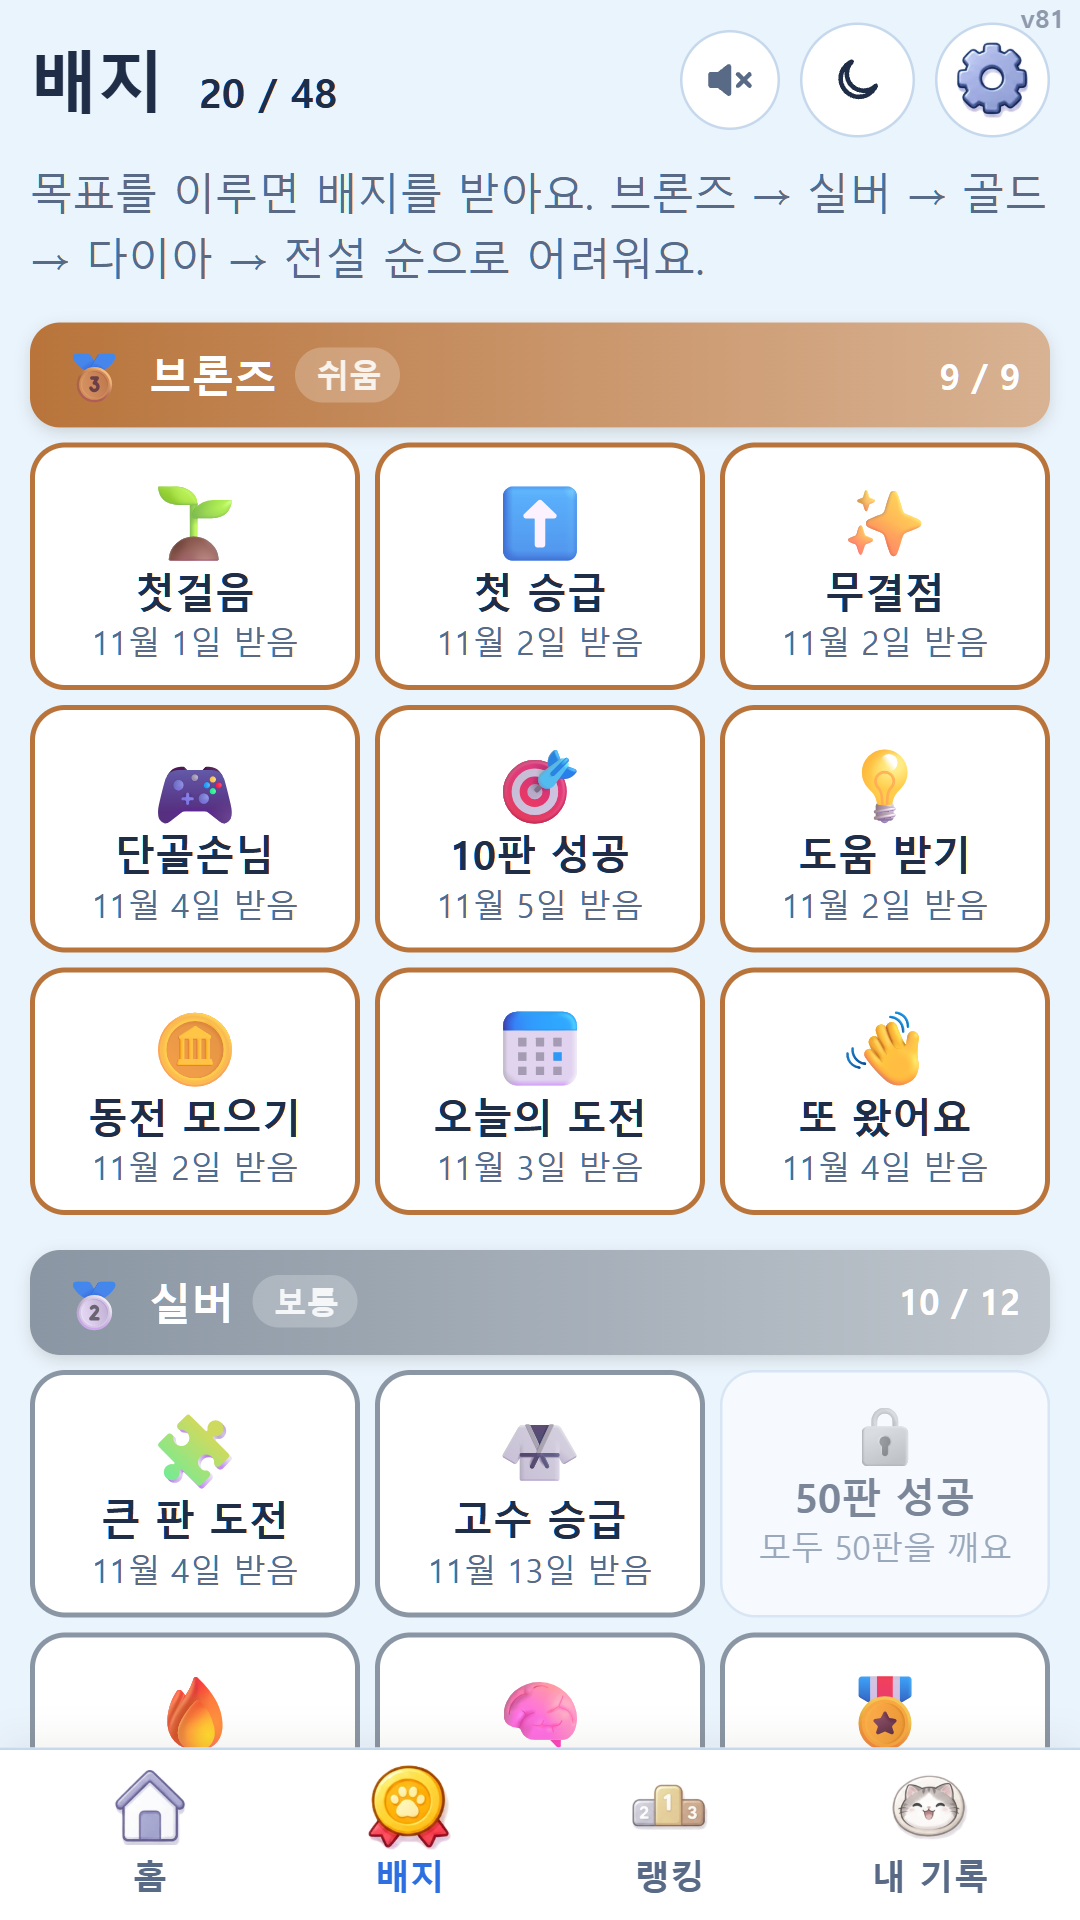 v81
배지 20 / 48
목표를 이루면 배지를 받아요. 브론즈 → 실버 → 골드
→ 다이아 → 전설 순으로 어려워요.
3 브론즈 쉬움 9 / 9
첫걸음 첫 승급 무결점
11월 1일 받음 11월 2일 받음 11월 2일 받음
단골손님 10판 성공 도움 받기
11월 4일 받음 11월 5일 받음 11월 2일 받음
동전 모으기 오늘의 도전 또 왔어요
11월 2일 받음 11월 3일 받음 11월 4일 받음
2 실버 보통 10 / 12
큰 판 도전 고수 승급 50판 성공
11월 4일 받음 11월 13일 받음 모두 50판을 깨요
2 1 3
홈 배지 랭킹 내 기록